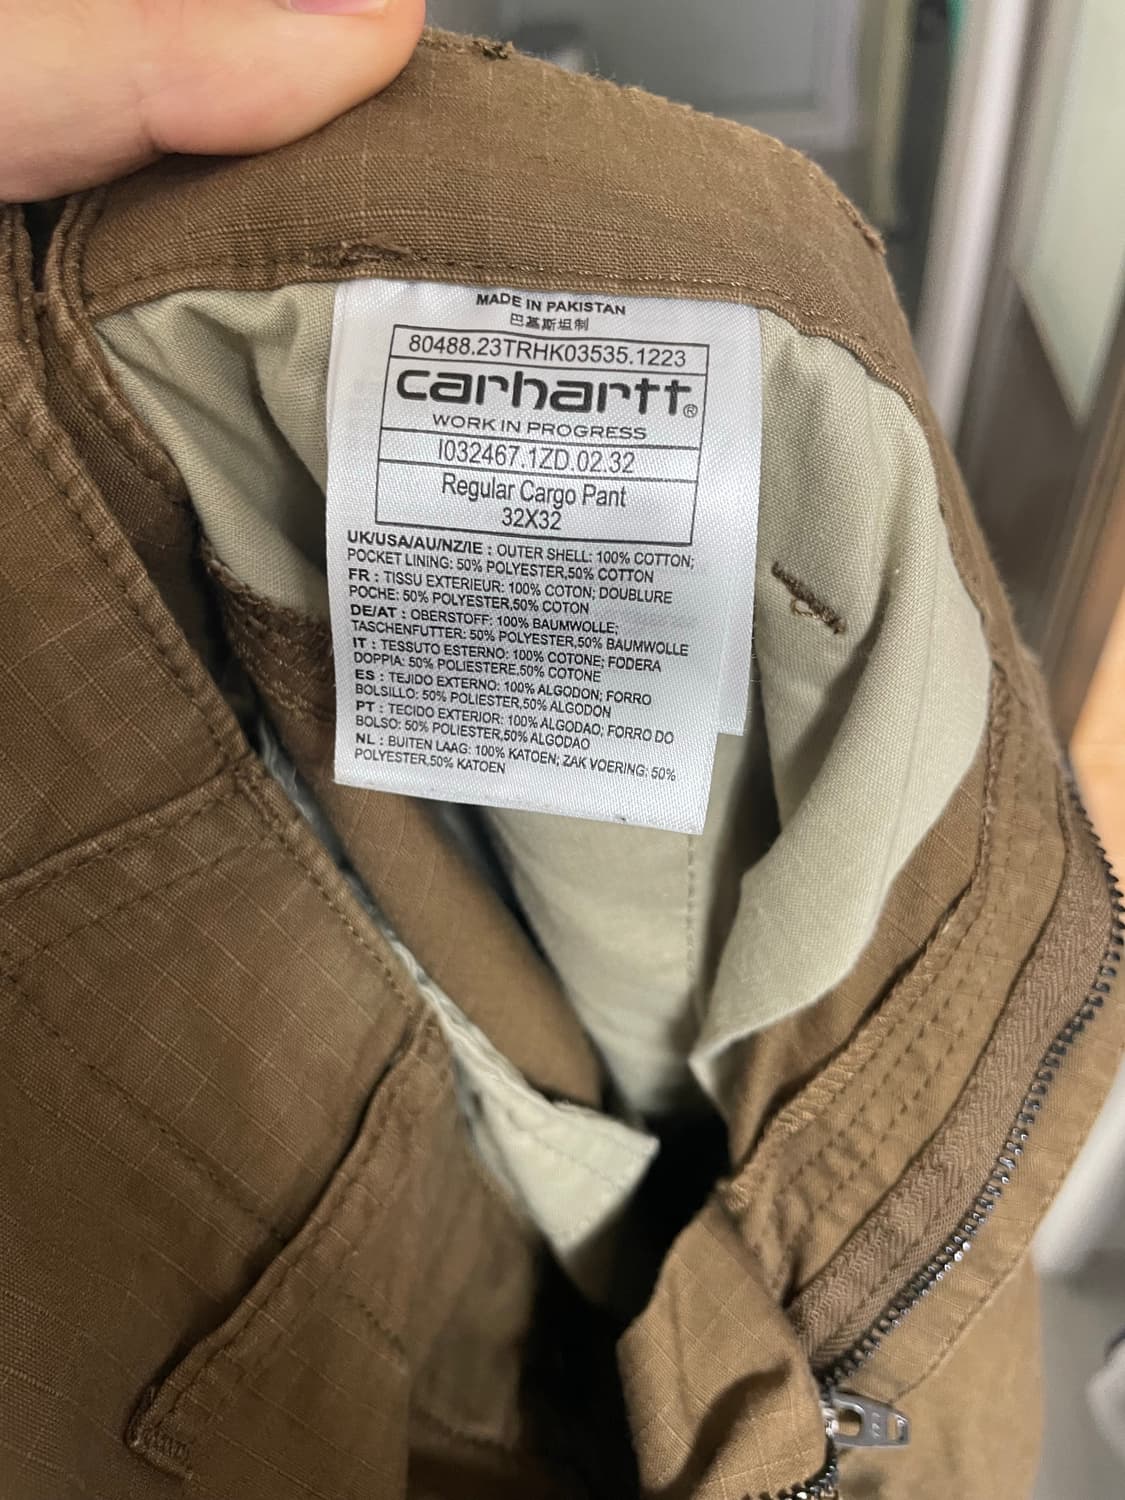 MADE IN PAKISTAN
巴基斯坦制
80488.23TRHK03535.1223
carhartt®
WORK IN PROGRESS
I032467.1ZD.02.32
Regular Cargo Pant
32X32
UK/USA/AU/NZ/IE : OUTER SHELL: 100% COTTON;
POCKET LINING: 50% POLYESTER,50% COTTON
FR : TISSU EXTERIEUR: 100% COTON; DOUBLURE
POCHE: 50% POLYESTER,50% COTON
DE/AT : OBERSTOFF: 100% BAUMWOLLE;
TASCHENFUTTER: 50% POLYESTER,50% BAUMWOLLE
IT : TESSUTO ESTERNO: 100% COTONE; FODERA
DOPPIA: 50% POLIESTERE,50% COTONE
ES : TEJIDO EXTERNO: 100% ALGODON; FORRO
BOLSILLO: 50% POLIESTER,50% ALGODON
PT : TECIDO EXTERIOR: 100% ALGODAO; FORRO DO
BOLSO: 50% POLIESTER,50% ALGODAO
NL : BUITEN LAAG: 100% KATOEN; ZAK VOERING: 50%
POLYESTER,50% KATOEN